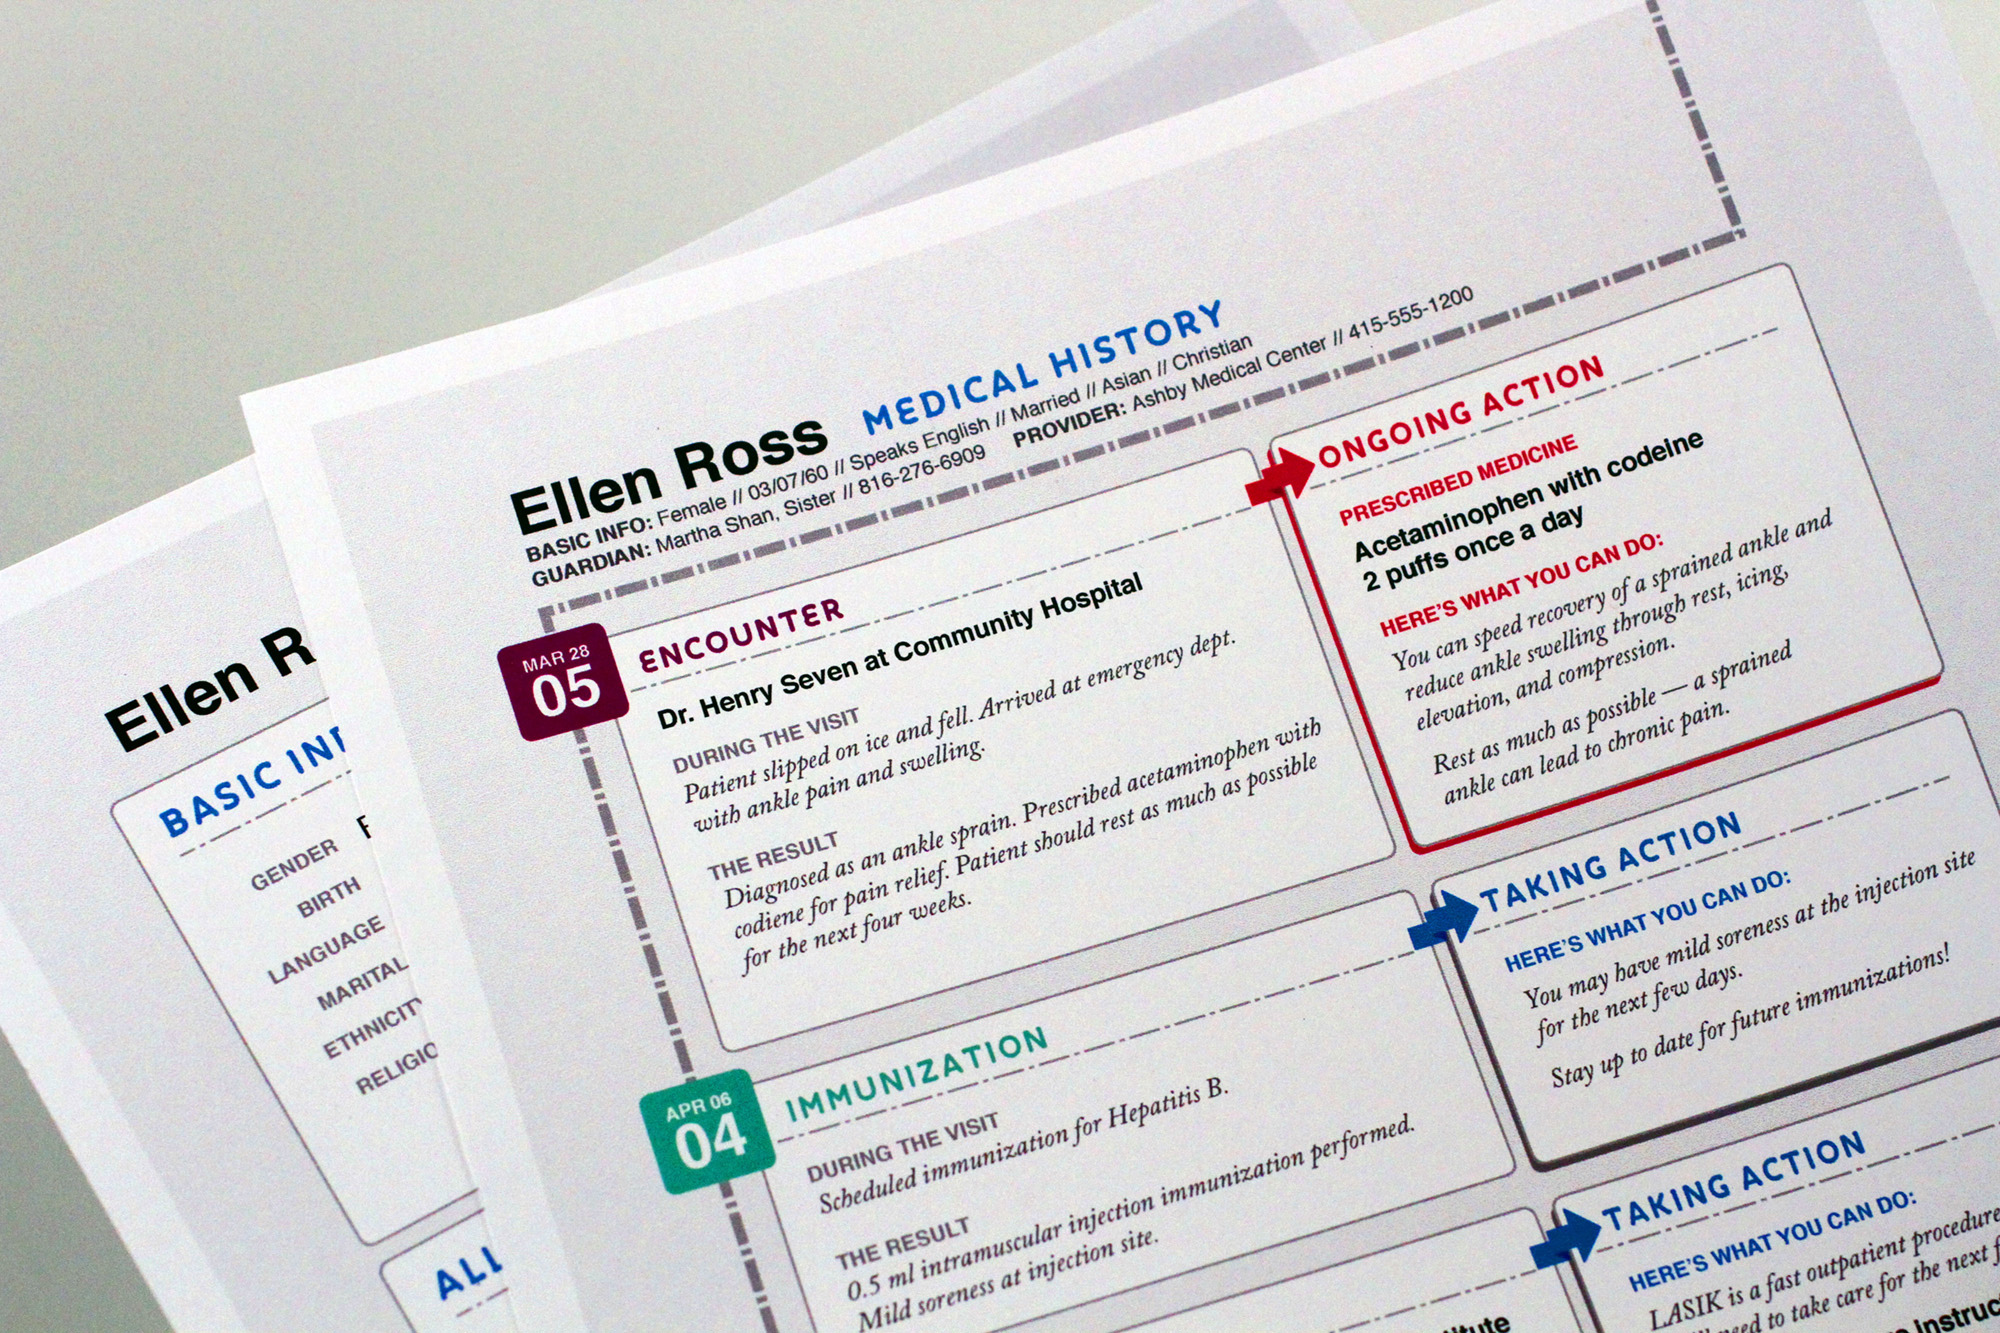 Ellen Ross MEDICAL HISTORY
BASIC INFO: Female // 03/07/60 // Speaks English // Married // Asian // Christian
GUARDIAN: Martha Shan, Sister // 816-276-6909 PROVIDER: Ashby Medical Center // 415-555-1200
MAR 28
05
ENCOUNTER
Dr. Henry Seven at Community Hospital
DURING THE VISIT
Patient slipped on ice and fell. Arrived at emergency dept.
with ankle pain and swelling.
THE RESULT
Diagnosed as an ankle sprain. Prescribed acetaminophen with
codiene for pain relief. Patient should rest as much as possible
for the next four weeks.
ONGOING ACTION
PRESCRIBED MEDICINE
Acetaminophen with codeine
2 puffs once a day
HERE'S WHAT YOU CAN DO:
You can speed recovery of a sprained ankle and
reduce ankle swelling through rest, icing,
elevation, and compression.
Rest as much as possible — a sprained
ankle can lead to chronic pain.
APR 06
04
IMMUNIZATION
DURING THE VISIT
Scheduled immunization for Hepatitis B.
THE RESULT
0.5 ml intramuscular injection immunization performed.
Mild soreness at injection site.
TAKING ACTION
HERE'S WHAT YOU CAN DO:
You may have mild soreness at the injection site
for the next few days.
Stay up to date for future immunizations!
TAKING ACTION
HERE'S WHAT YOU CAN DO:
LASIK is a fast outpatient procedure
need to take care for the next
Ellen R
BASIC INF
GENDER
BIRTH
LANGUAGE
MARITAL
ETHNICITY
RELIGIO
ALL